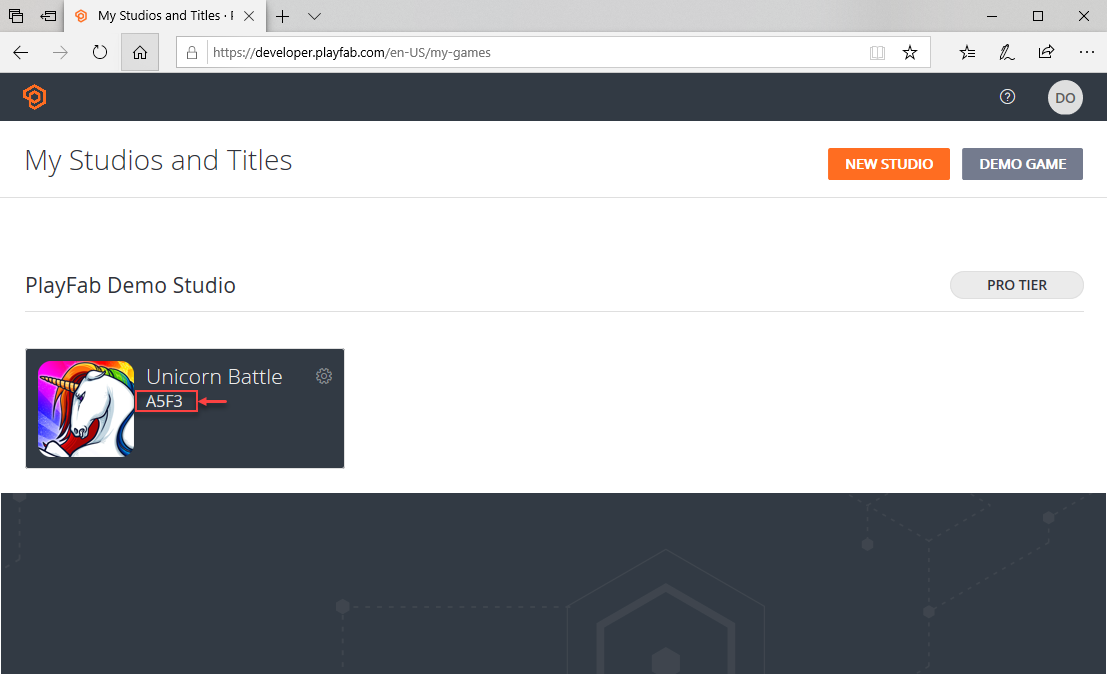 My Studios and Titles · F
https://developer.playfab.com/en-US/my-games
DO
My Studios and Titles
NEW STUDIO
DEMO GAME
PlayFab Demo Studio
PRO TIER
Unicorn Battle
A5F3